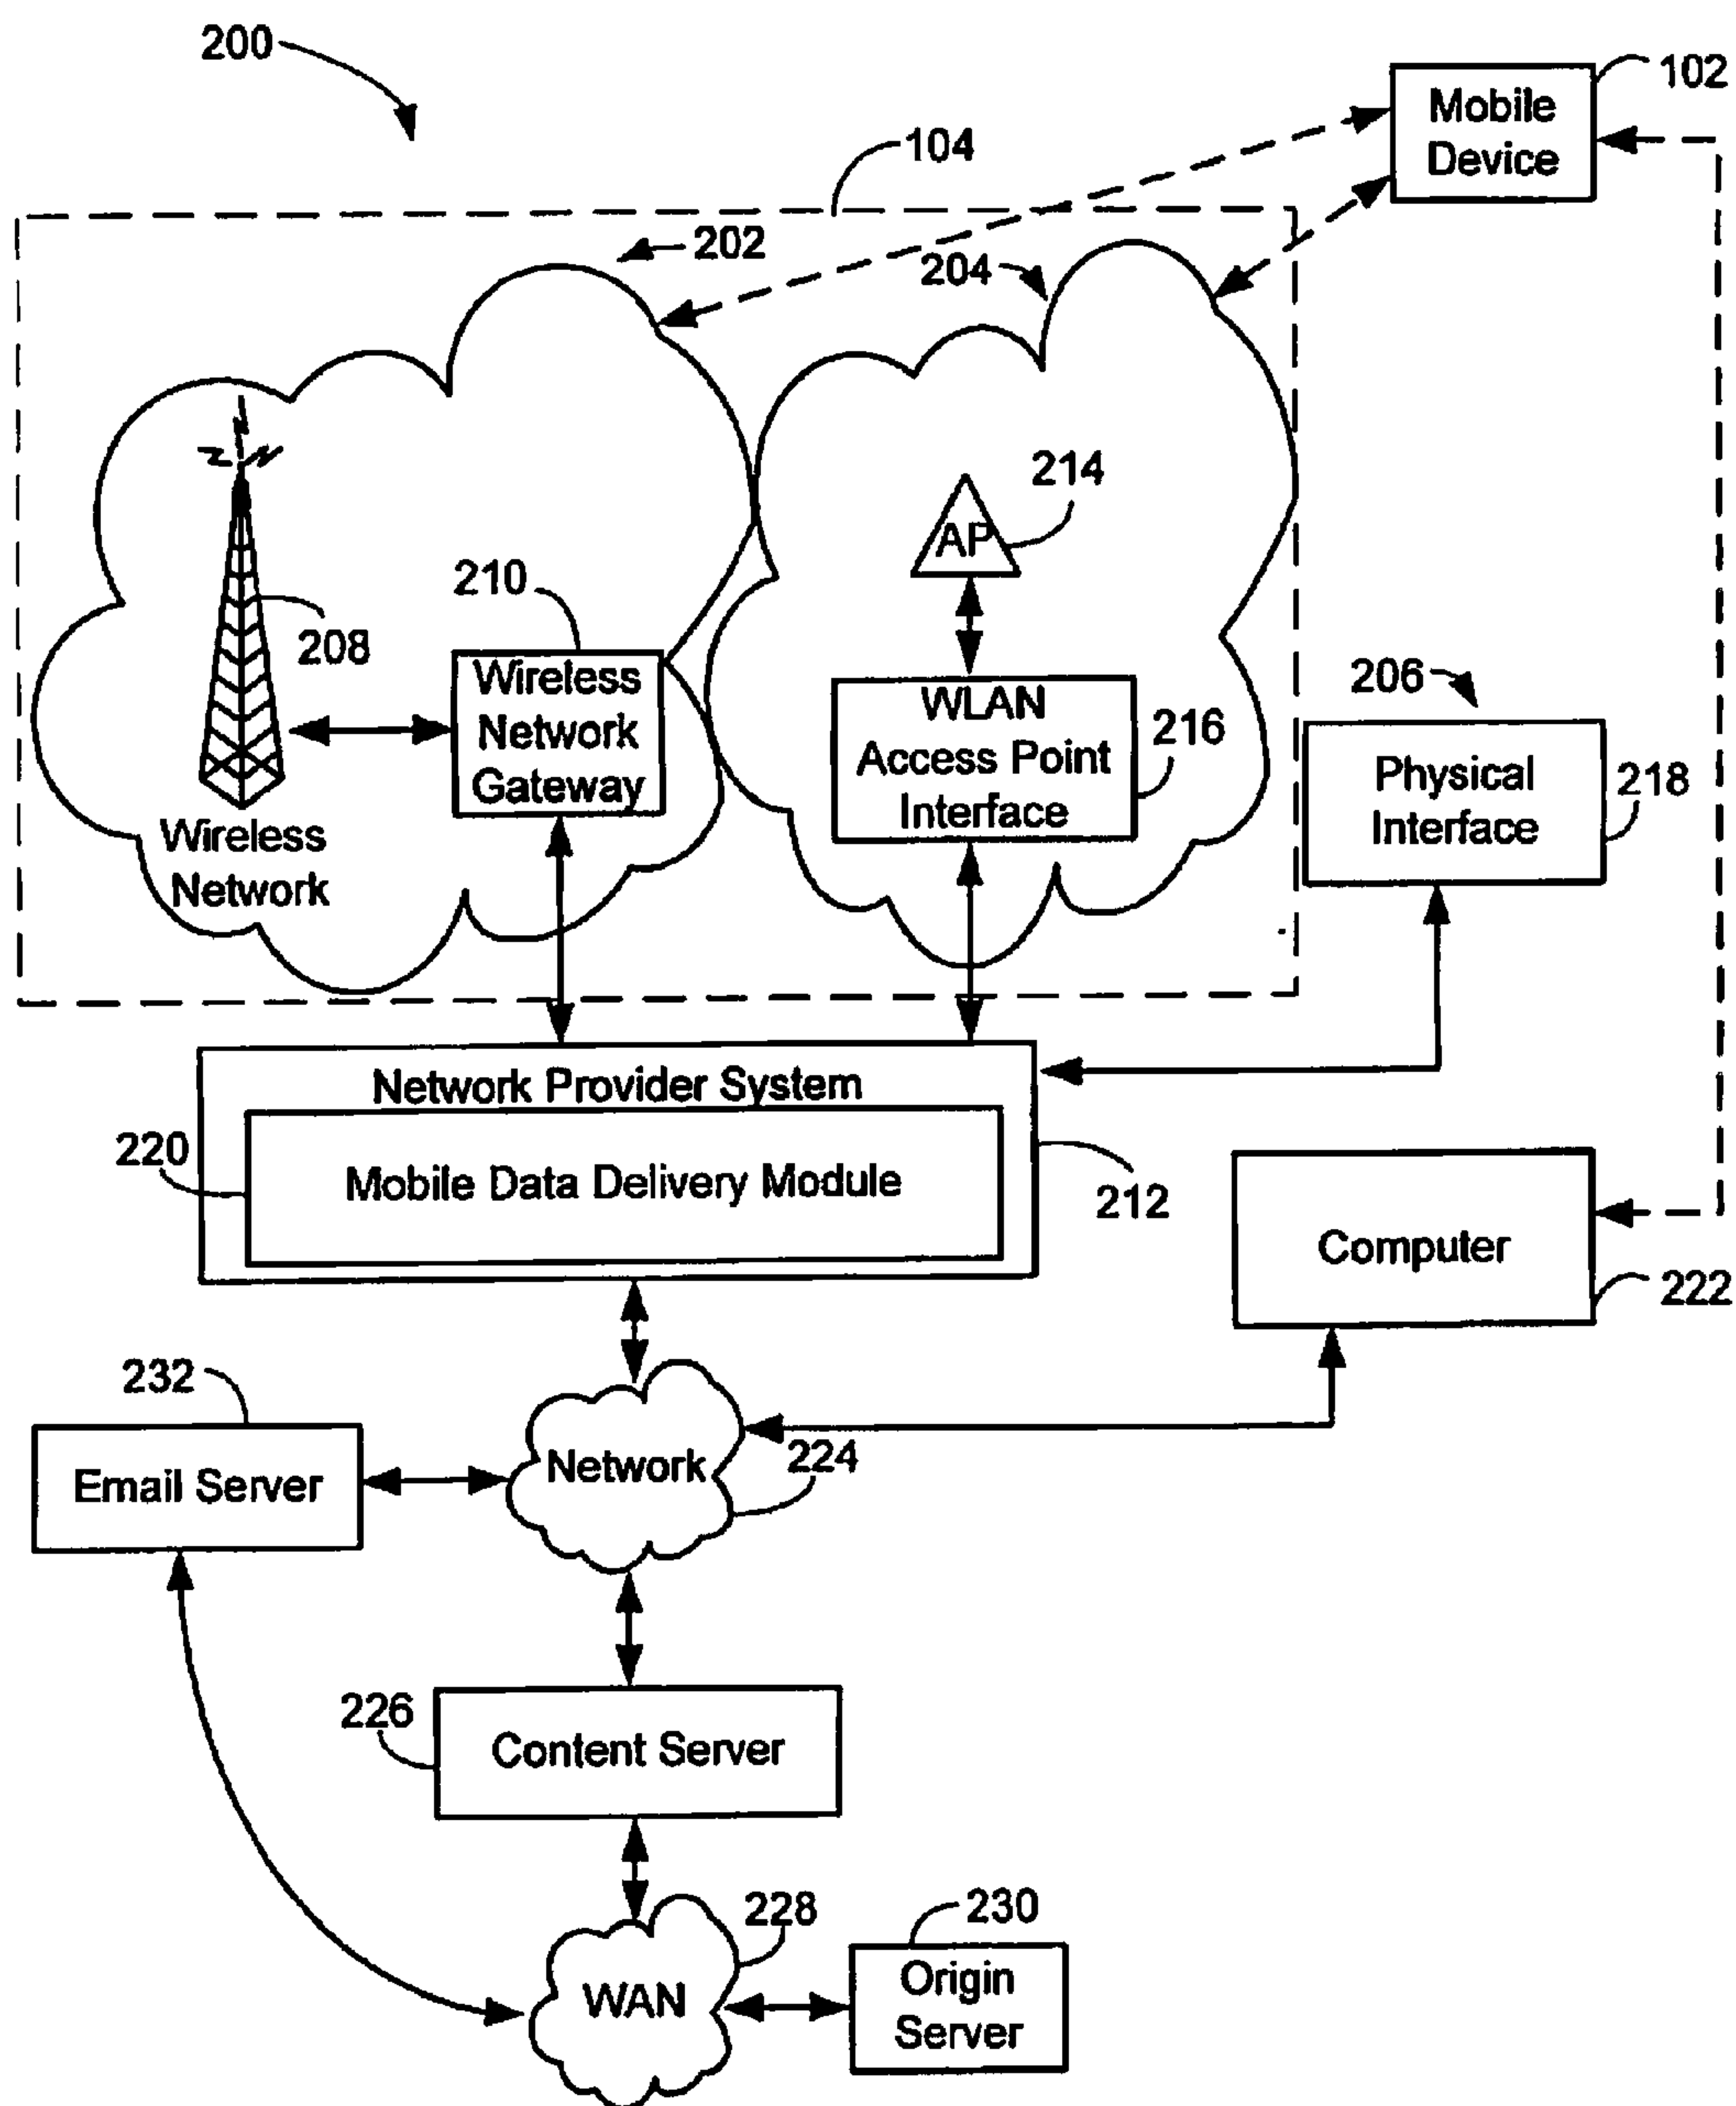 200
102
Mobile
Device
104
202
204
214
AP
210
208
Wireless
Network
Gateway
WLAN
Access Point
Interface
216
206
Physical
Interface
218
Wireless
Network
Network Provider System
220
Mobile Data Delivery Module
212
Computer
222
232
Email Server
Network
224
226
Content Server
228
WAN
230
Origin
Server